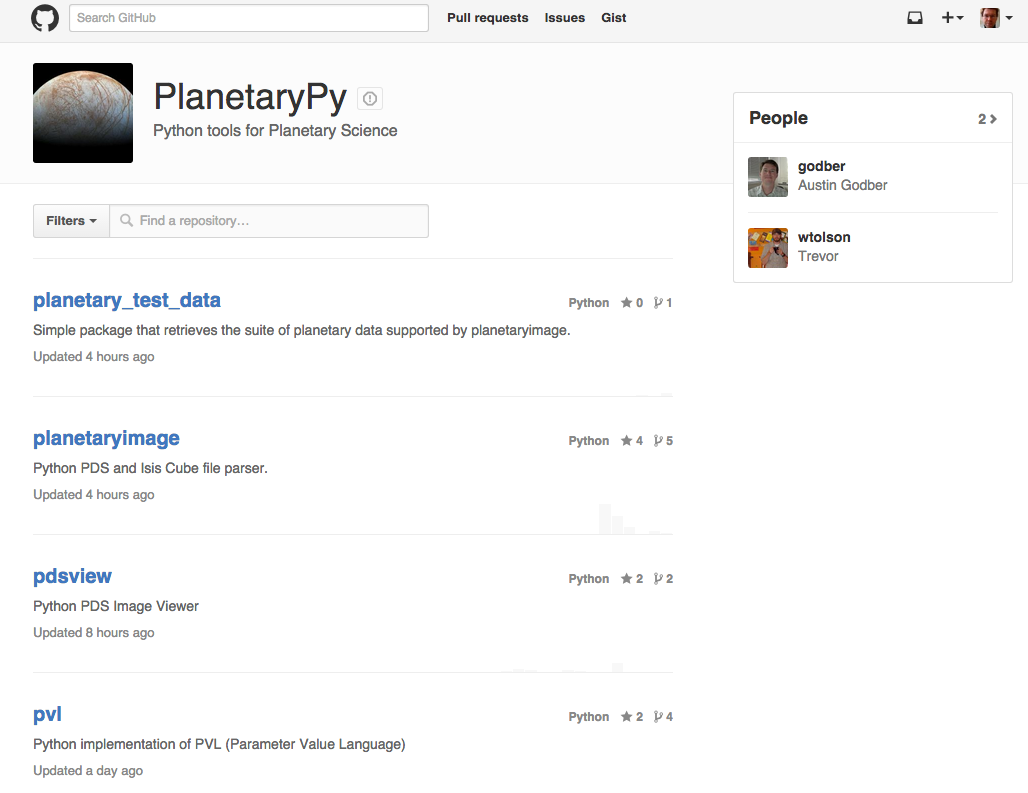 Search GitHub
Pull requests Issues Gist
PlanetaryPy
Python tools for Planetary Science
People 2
godber
Austin Godber
wtolson
Trevor
Filters Find a repository...
planetary_test_data Python 0 1
Simple package that retrieves the suite of planetary data supported by planetaryimage.
Updated 4 hours ago
planetaryimage Python 4 5
Python PDS and Isis Cube file parser.
Updated 4 hours ago
pdsview Python 2 2
Python PDS Image Viewer
Updated 8 hours ago
pvl Python 2 4
Python implementation of PVL (Parameter Value Language)
Updated a day ago